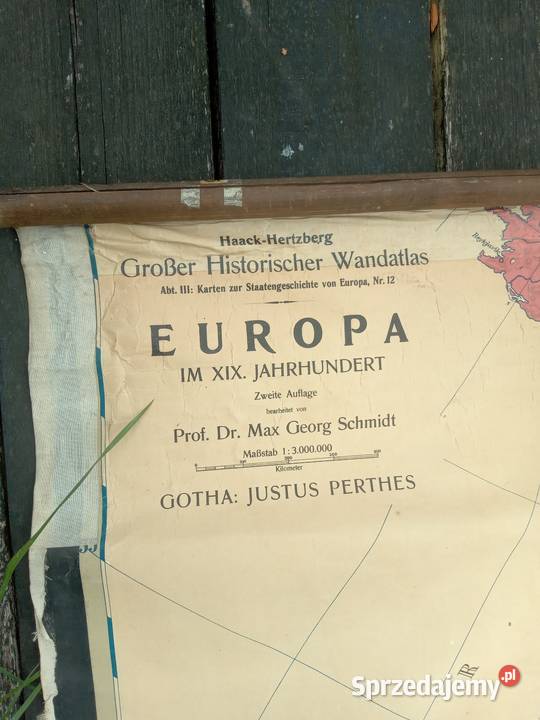 Haack-Hertzberg
Großer Historischer Wandatlas
Abt. III: Karten zur Staatengeschichte von Europa, Nr. 12
EUROPA
IM XIX. JAHRHUNDERT
Zweite Auflage
bearbeitet von
Prof. Dr. Max Georg Schmidt
Maßstab 1:3.000.000
Kilometer
GOTHA: JUSTUS PERTHES
Sprzedajemy.pl